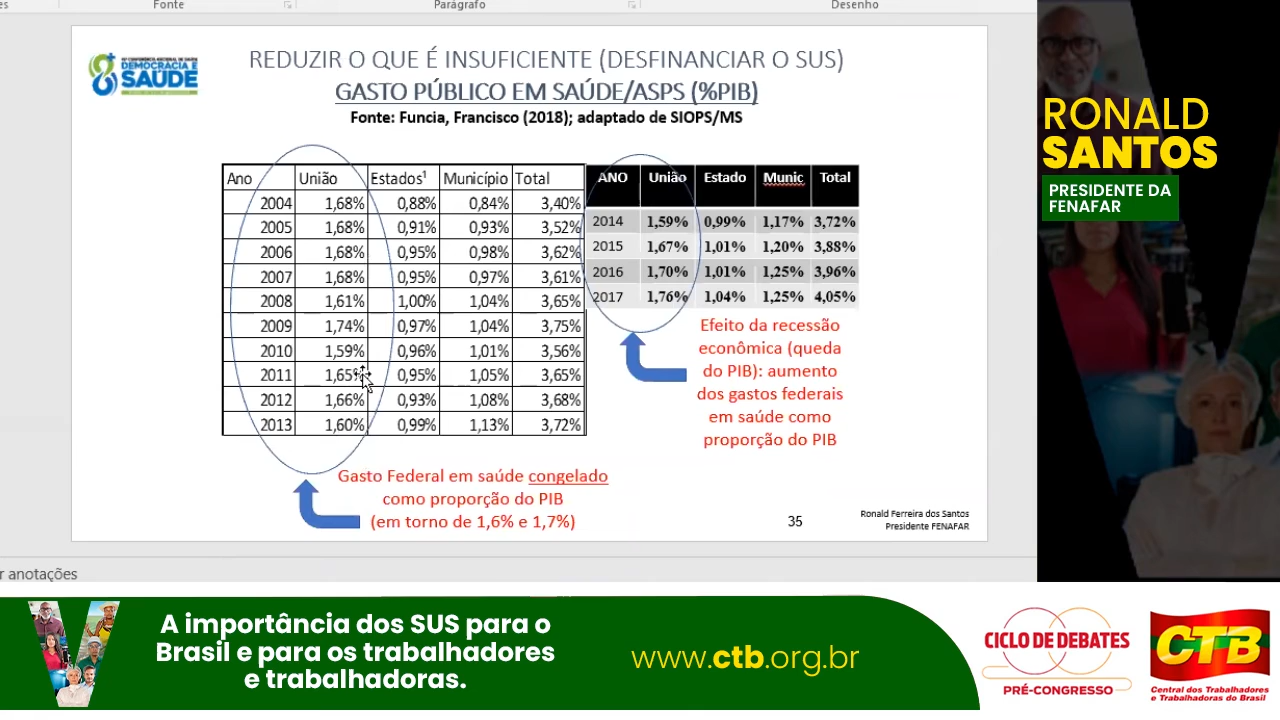 Fonte
Parágrafo
Desenho
DEMOCRACIA E
SAÚDE
REDUZIR O QUE É INSUFICIENTE (DESFINANCIAR O SUS)
GASTO PÚBLICO EM SAÚDE/ASPS (%PIB)
Fonte: Funcia, Francisco (2018); adaptado de SIOPS/MS
Ano União Estados¹ Município Total
2004 1,68% 0,88% 0,84% 3,40%
2005 1,68% 0,91% 0,93% 3,52%
2006 1,68% 0,95% 0,98% 3,62%
2007 1,68% 0,95% 0,97% 3,61%
2008 1,61% 1,00% 1,04% 3,65%
2009 1,74% 0,97% 1,04% 3,75%
2010 1,59% 0,96% 1,01% 3,56%
2011 1,65% 0,95% 1,05% 3,65%
2012 1,66% 0,93% 1,08% 3,68%
2013 1,60% 0,99% 1,13% 3,72%
ANO União Estado Munic Total
2014 1,59% 0,99% 1,17% 3,72%
2015 1,67% 1,01% 1,20% 3,88%
2016 1,70% 1,01% 1,25% 3,96%
2017 1,76% 1,04% 1,25% 4,05%
Efeito da recessão
econômica (queda
do PIB): aumento
dos gastos federais
em saúde como
proporção do PIB
Gasto Federal em saúde congelado
como proporção do PIB
(em torno de 1,6% e 1,7%)
35
Ronald Ferreira dos Santos
Presidente FENAFAR
r anotações
RONALD
SANTOS
PRESIDENTE DA
FENAFAR
A importância dos SUS para o
Brasil e para os trabalhadores
e trabalhadoras.
www.ctb.org.br
CICLO DE DEBATES
PRÉ-CONGRESSO
CTB
Central dos Trabalhadores
e Trabalhadoras do Brasil